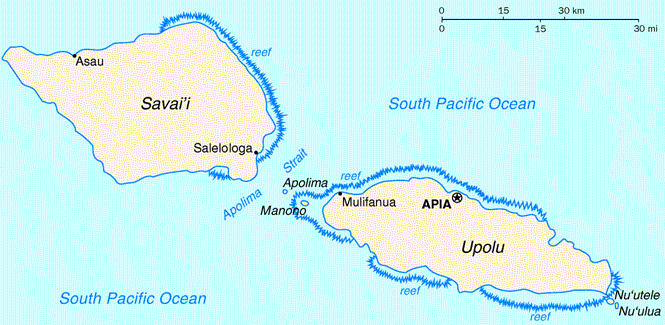 0 15 30 km
0 15 30 mi
reef
Asau
Savai'i
South Pacific Ocean
Salelologa
Strait
Apolima
reef
Apolima
Manono
Mulifanua
APIA
Upolu
South Pacific Ocean
reef
reef
Nu'utele
Nu'ulua